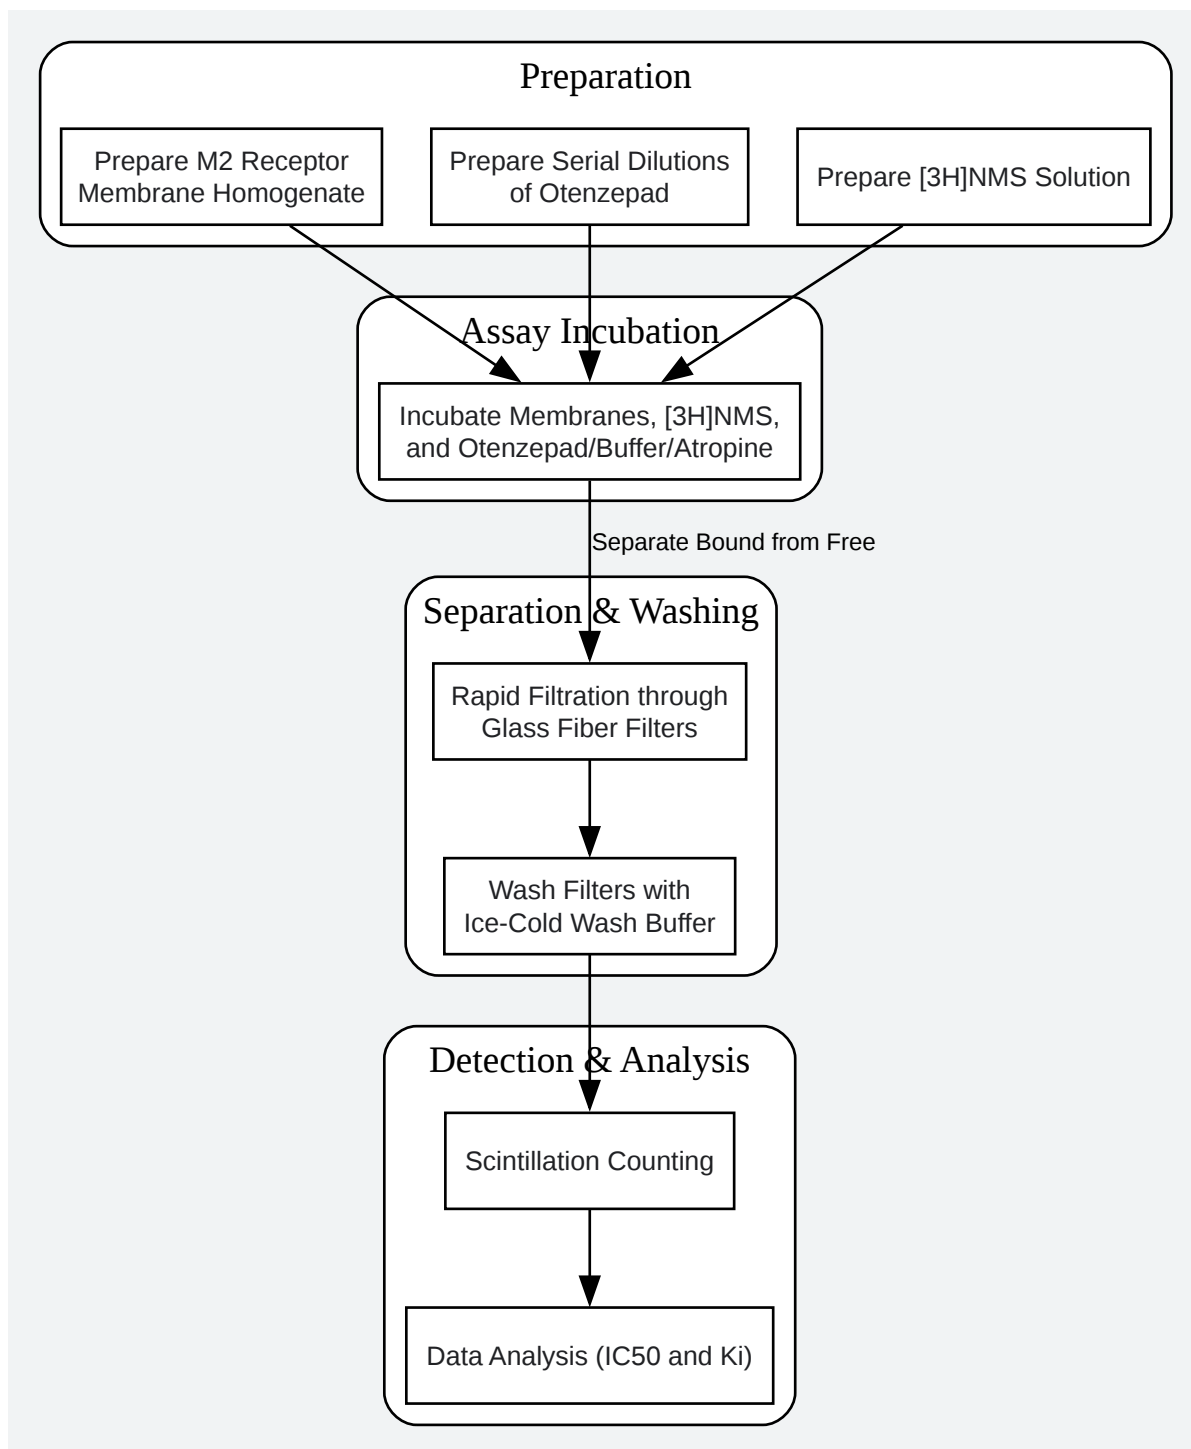 Preparation
Prepare M2 Receptor
Membrane Homogenate
Prepare Serial Dilutions
of Otenzepad
Prepare [3H]NMS Solution
Assay Incubation
Incubate Membranes, [3H]NMS,
and Otenzepad/Buffer/Atropine
Separate Bound from Free
Separation & Washing
Rapid Filtration through
Glass Fiber Filters
Wash Filters with
Ice-Cold Wash Buffer
Detection & Analysis
Scintillation Counting
Data Analysis (IC50 and Ki)